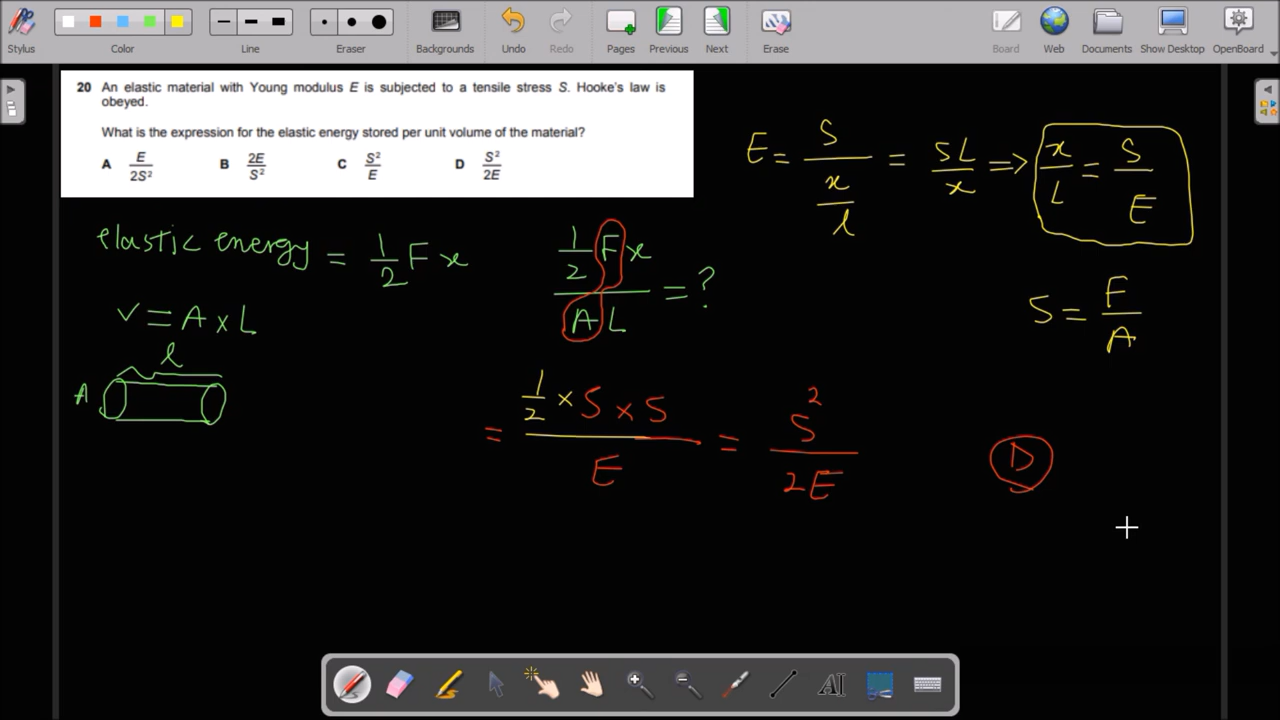 Stylus Color Line Eraser Backgrounds Undo Redo Pages Previous Next Erase Board Web Documents Show Desktop OpenBoard
20 An elastic material with Young modulus E is subjected to a tensile stress S. Hooke's law is
obeyed.
What is the expression for the elastic energy stored per unit volume of the material?
A E/2S² B 2E/S² C S²/E D S²/2E
E = S/(x/l) = SL/x => x/L = S/E
elastic energy = 1/2 F x
1/2 F x / A L = ?
S = F/A
V = A x L
l
A
= 1/2 × S × S / E = S²/2E
D
AI